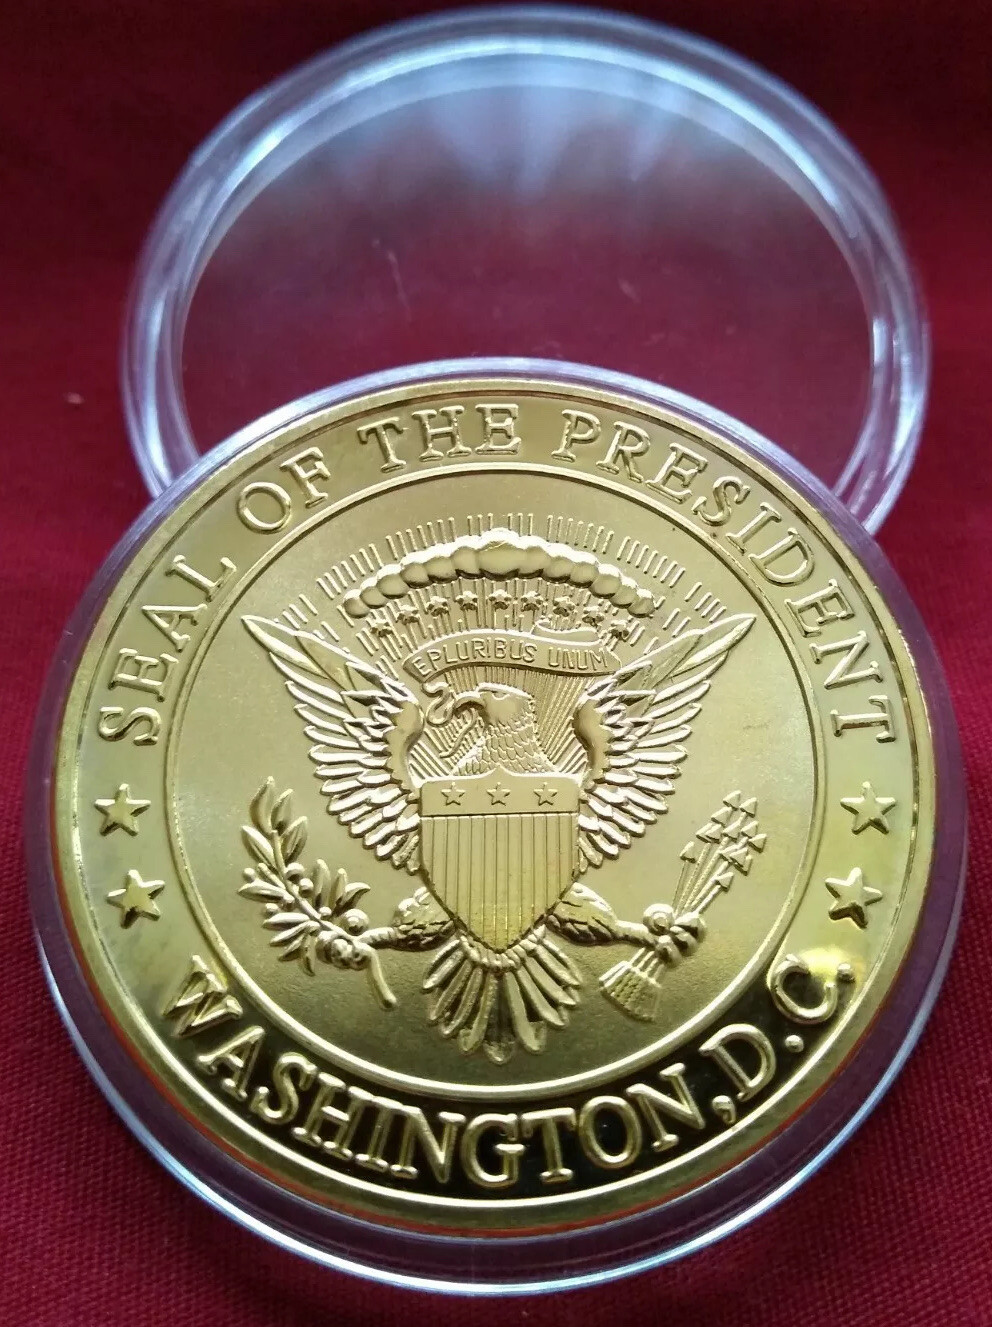 SEAL OF THE PRESIDENT
E PLURIBUS UNUM
WASHINGTON, D.C.